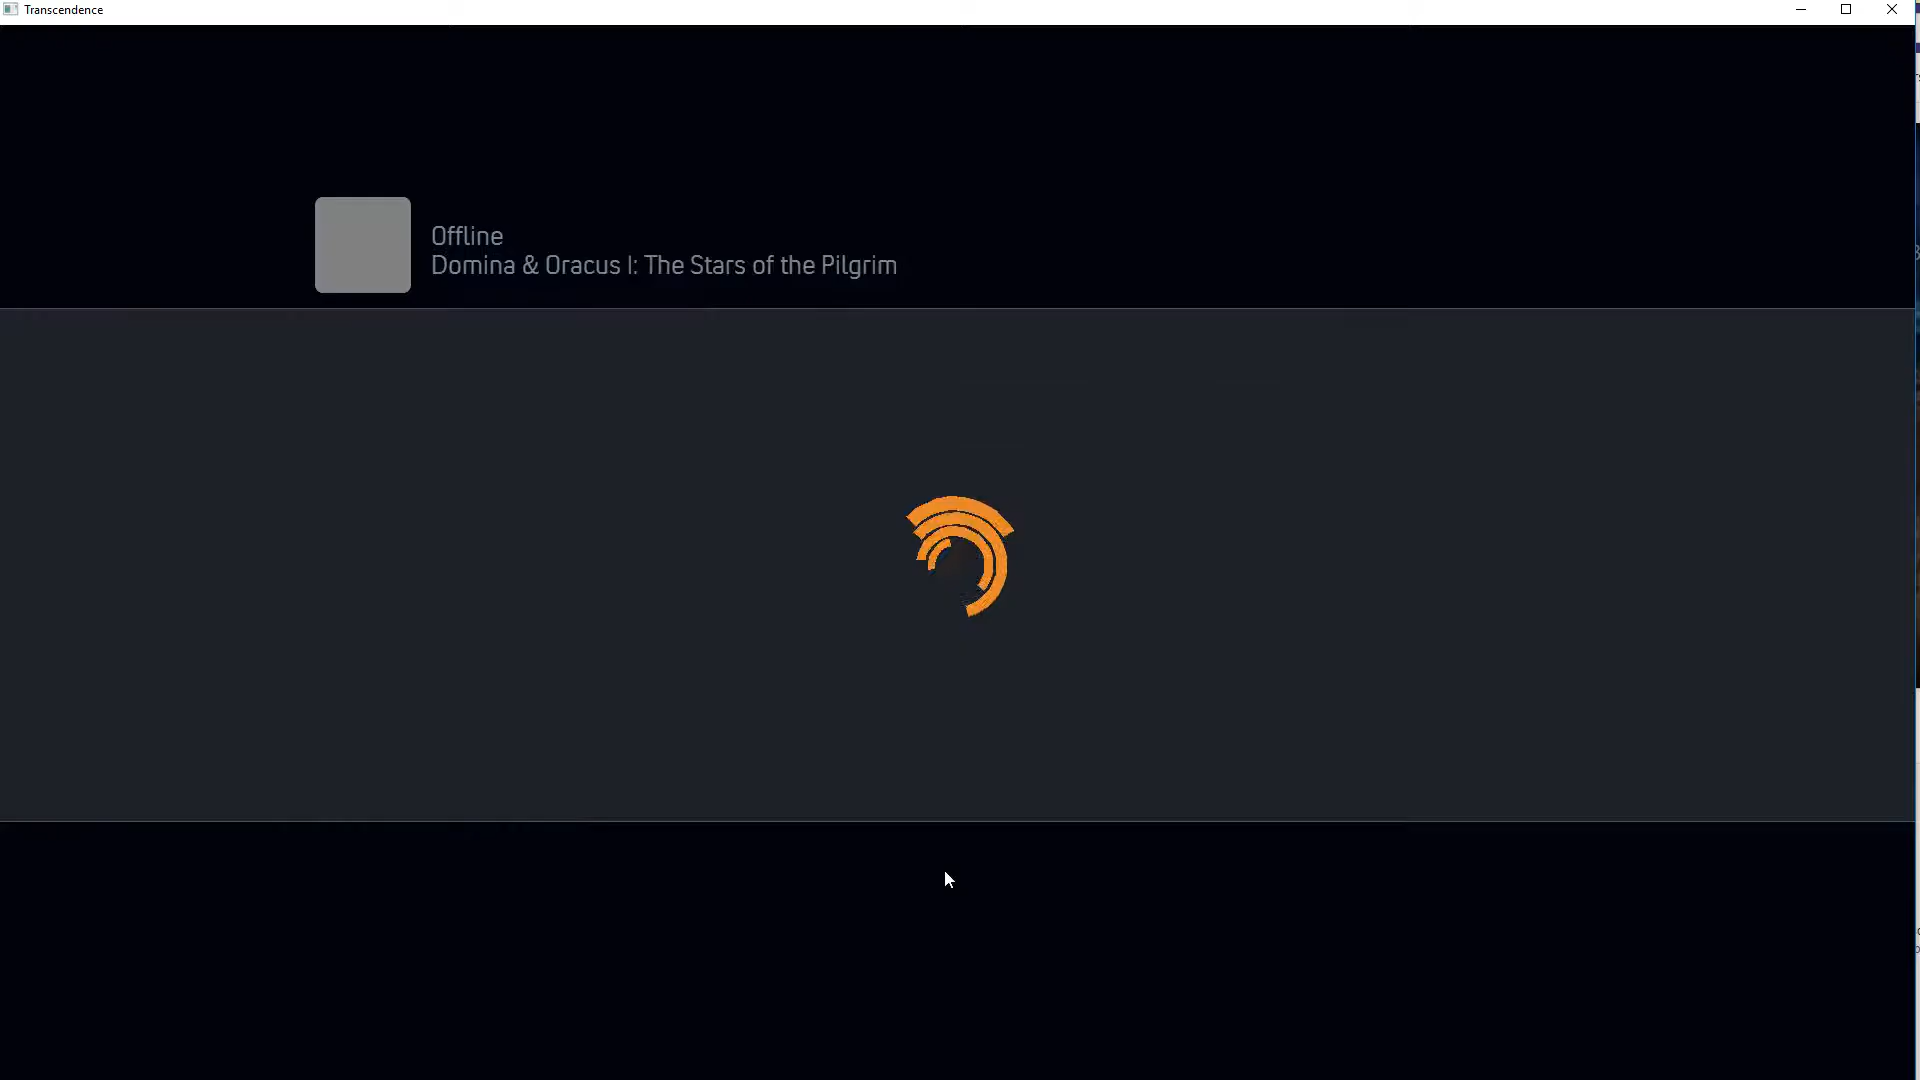 Transcendence
Offline
Domina & Oracus I: The Stars of the Pilgrim